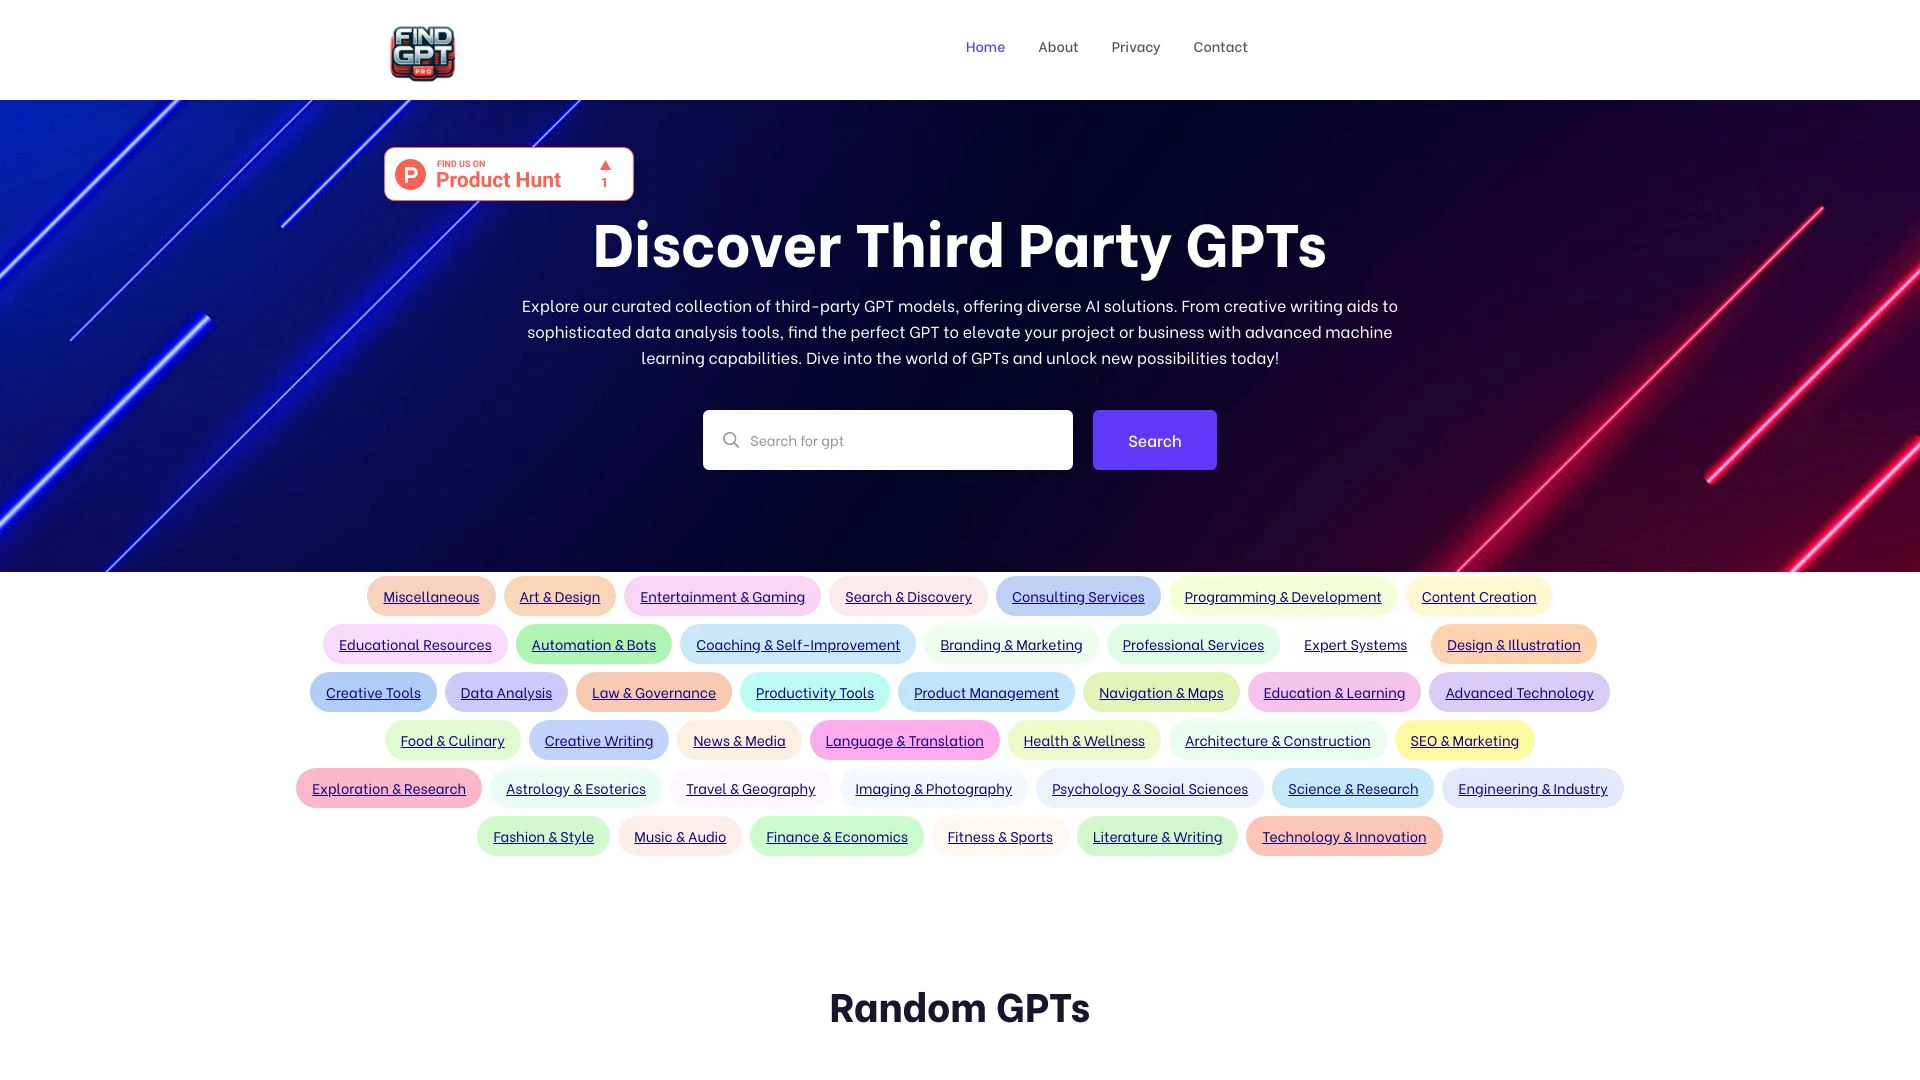 FIND
GPT
PRO
Home About Privacy Contact
FIND US ON
Product Hunt
1
Discover Third Party GPTs
Explore our curated collection of third-party GPT models, offering diverse AI solutions. From creative writing aids to
sophisticated data analysis tools, find the perfect GPT to elevate your project or business with advanced machine
learning capabilities. Dive into the world of GPTs and unlock new possibilities today!
Search for gpt Search
Miscellaneous Art & Design Entertainment & Gaming Search & Discovery Consulting Services Programming & Development Content Creation
Educational Resources Automation & Bots Coaching & Self-Improvement Branding & Marketing Professional Services Expert Systems Design & Illustration
Creative Tools Data Analysis Law & Governance Productivity Tools Product Management Navigation & Maps Education & Learning Advanced Technology
Food & Culinary Creative Writing News & Media Language & Translation Health & Wellness Architecture & Construction SEO & Marketing
Exploration & Research Astrology & Esoterics Travel & Geography Imaging & Photography Psychology & Social Sciences Science & Research Engineering & Industry
Fashion & Style Music & Audio Finance & Economics Fitness & Sports Literature & Writing Technology & Innovation
Random GPTs